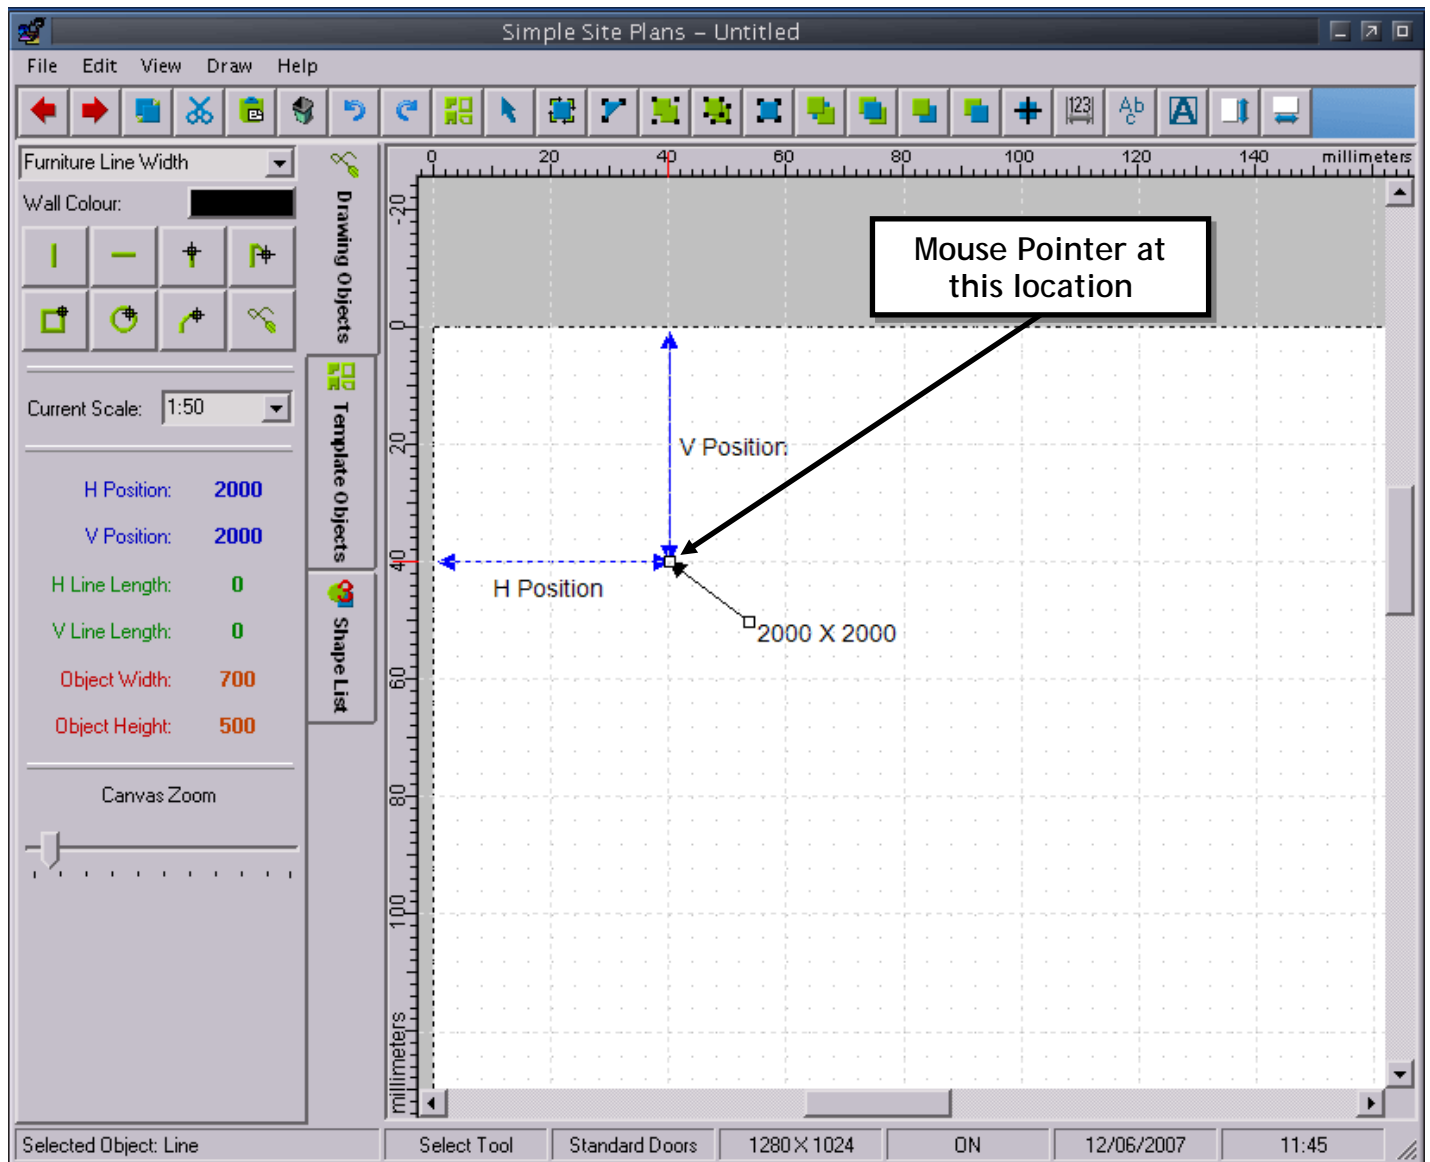 Simple Site Plans – Untitled
File Edit View Draw Help
123 Ab c A
Furniture Line Width
Wall Colour:
Current Scale: 1:50
H Position: 2000
V Position: 2000
H Line Length: 0
V Line Length: 0
Object Width: 700
Object Height: 500
Canvas Zoom
Drawing Objects
Template Objects
3 Shape List
0 20 40 60 80 100 120 140 millimeters
-20
0
20
40
60
80
100
millimeters
Mouse Pointer at
this location
V Position
H Position
2000 X 2000
Selected Object: Line Select Tool Standard Doors 1280 X 1024 ON 12/06/2007 11:45